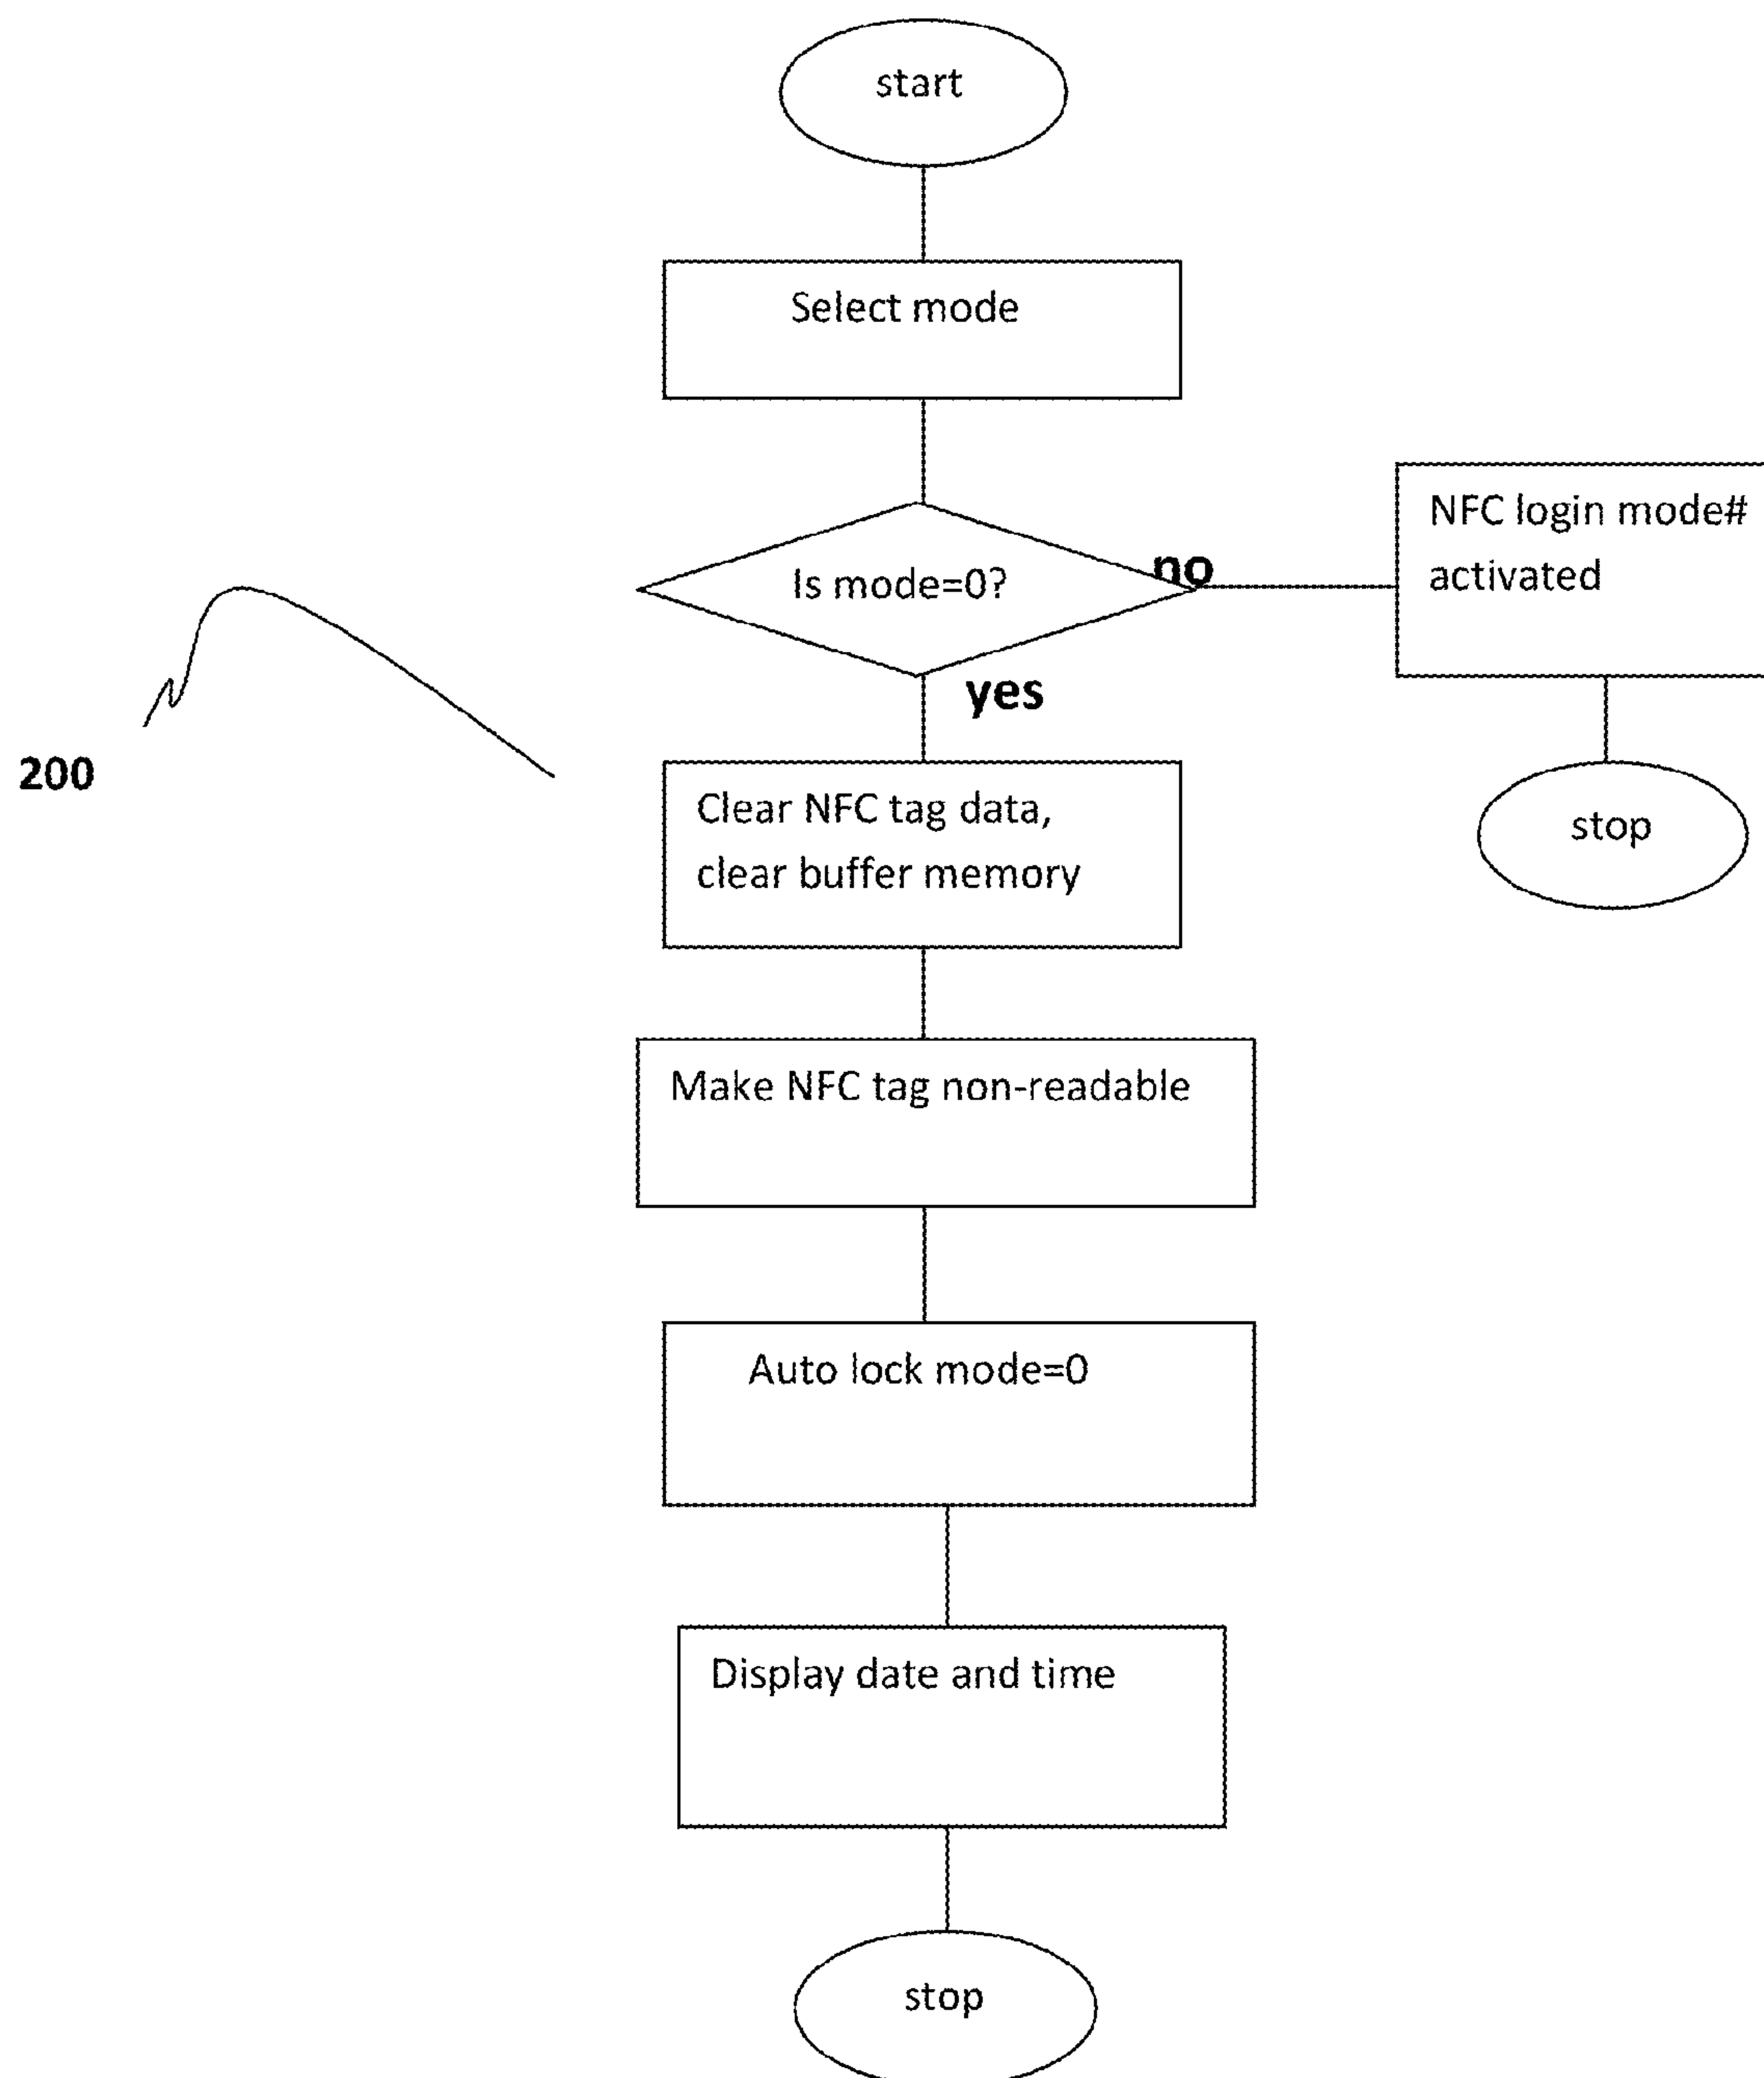 start
Select mode
NFC login mode#
activated
Is mode=0?
no
yes
200
Clear NFC tag data,
clear buffer memory
stop
Make NFC tag non-readable
Auto lock mode=0
Display date and time
stop